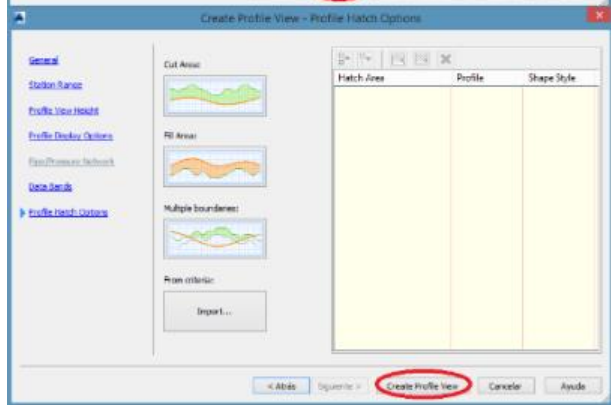 Create Profile View - Profile Hatch Options
General
Station Range
Profile View Height
Profile Display Options
Pipe/Pressure Network
Data Bands
Profile Hatch Options
Cut Area:
Fill Area:
Multiple boundaries:
From criteria:
Import...
Hatch Area Profile Shape Style
< Atrás Siguiente > Create Profile View Cancelar Ayuda